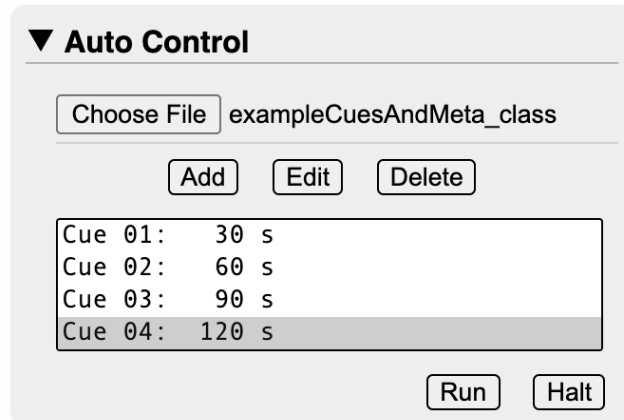 ▼ Auto Control
Choose File exampleCuesAndMeta_class
Add Edit Delete
Cue 01: 30 s
Cue 02: 60 s
Cue 03: 90 s
Cue 04: 120 s
Run Halt